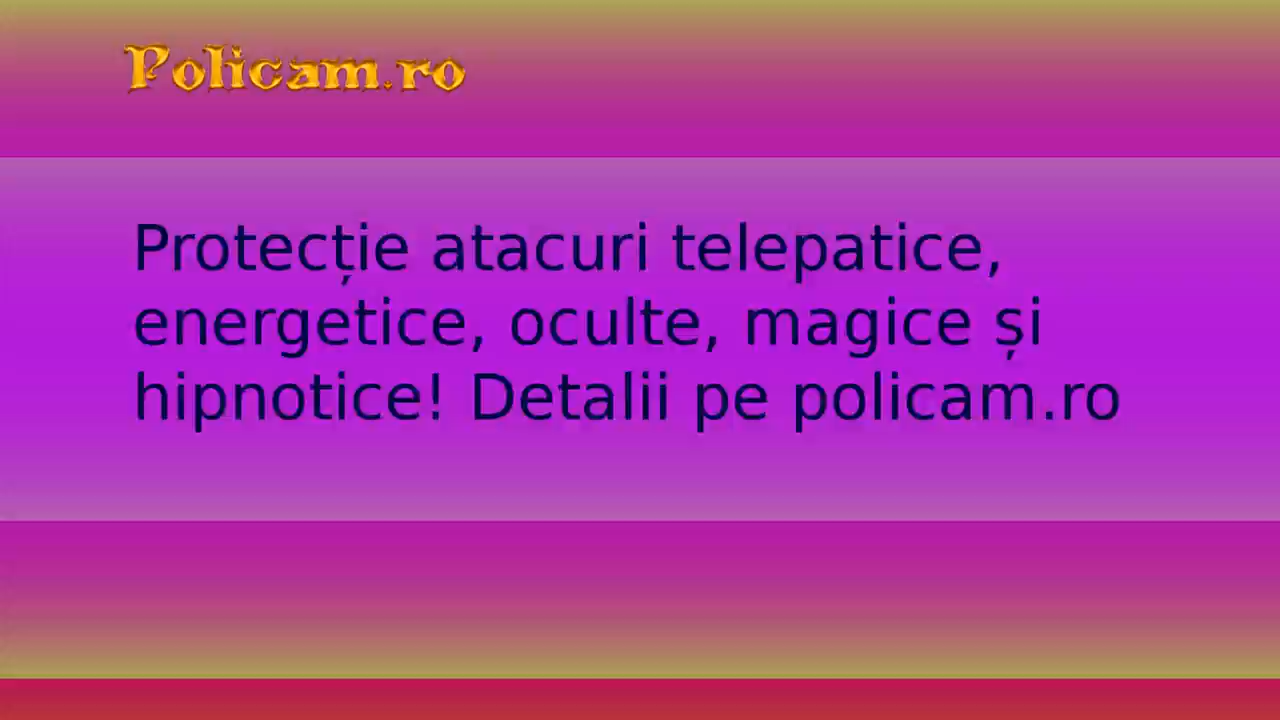 Policam.ro
Protecție atacuri telepatice,
energetice, oculte, magice și
hipnotice! Detalii pe policam.ro